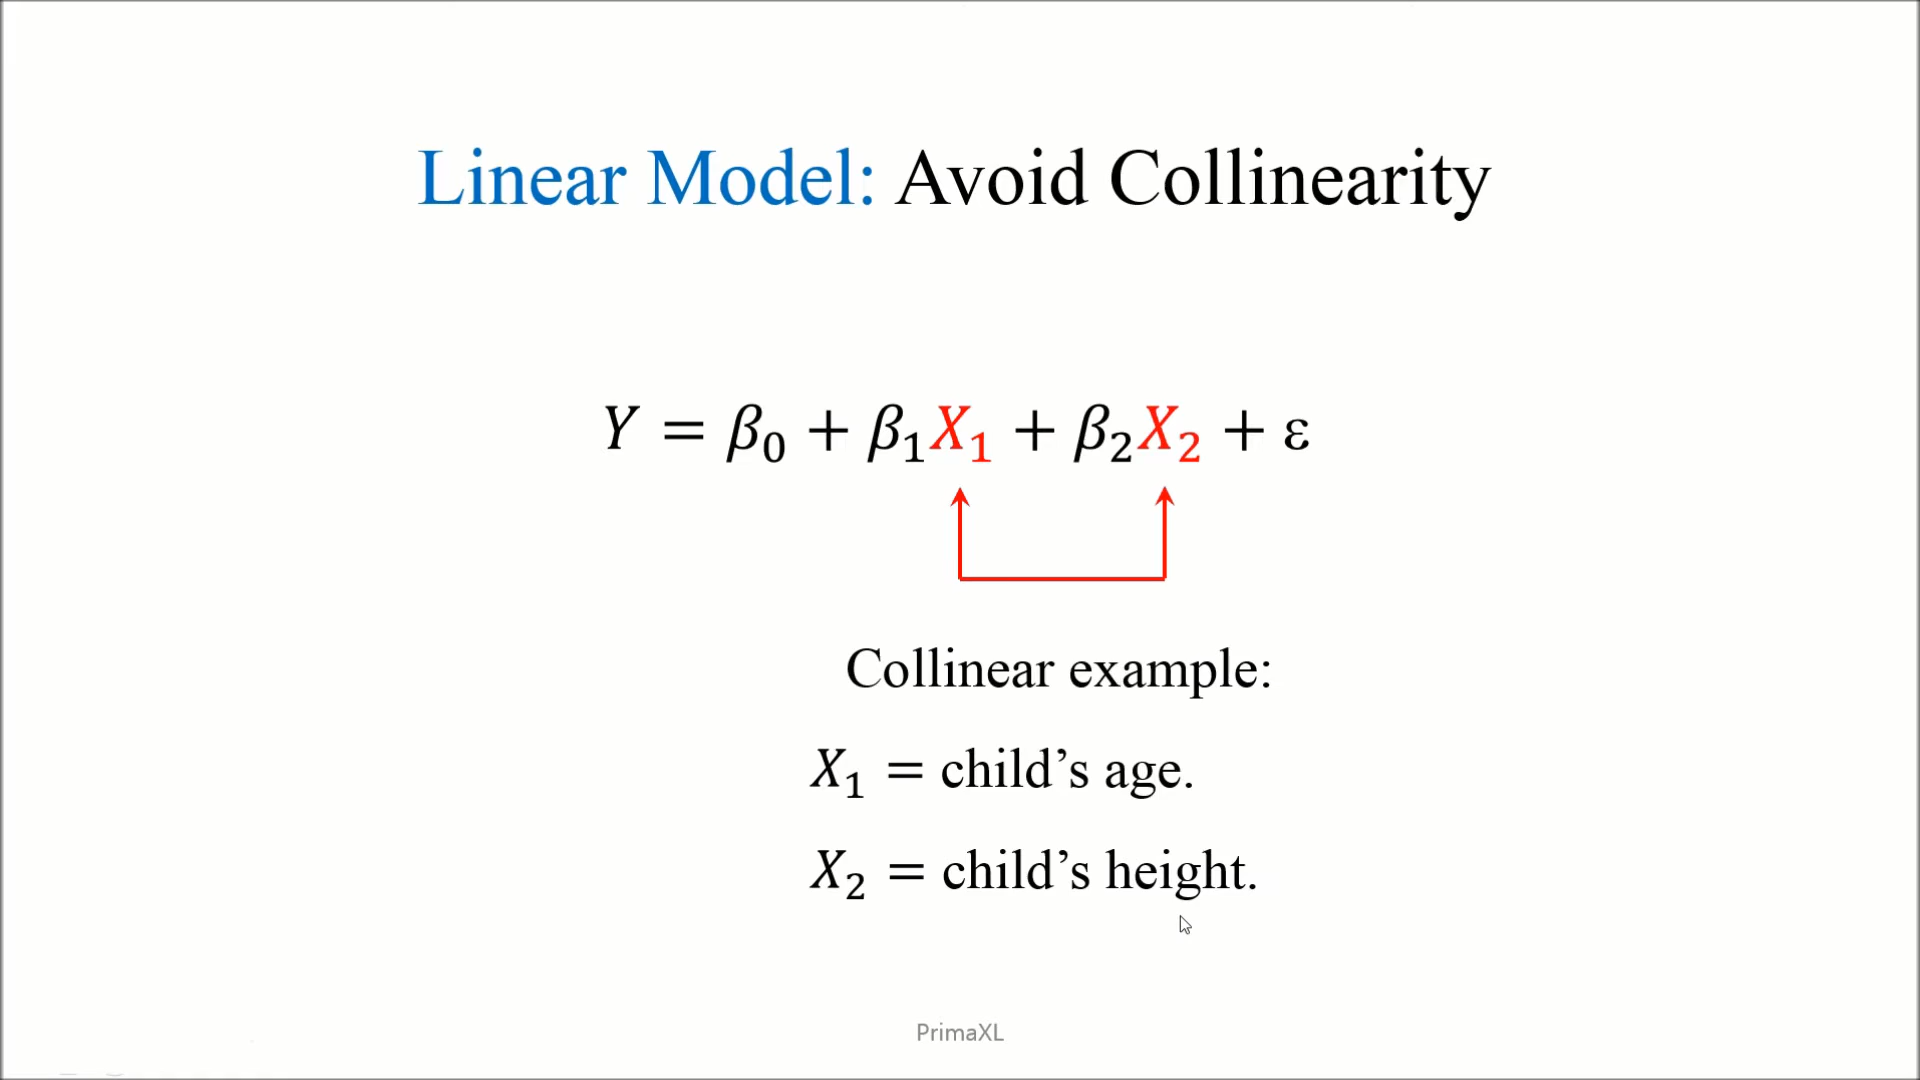 Linear Model: Avoid Collinearity
Y = β₀ + β₁X₁ + β₂X₂ + ε
Collinear example:
X₁ = child’s age.
X₂ = child’s height.
PrimaXL